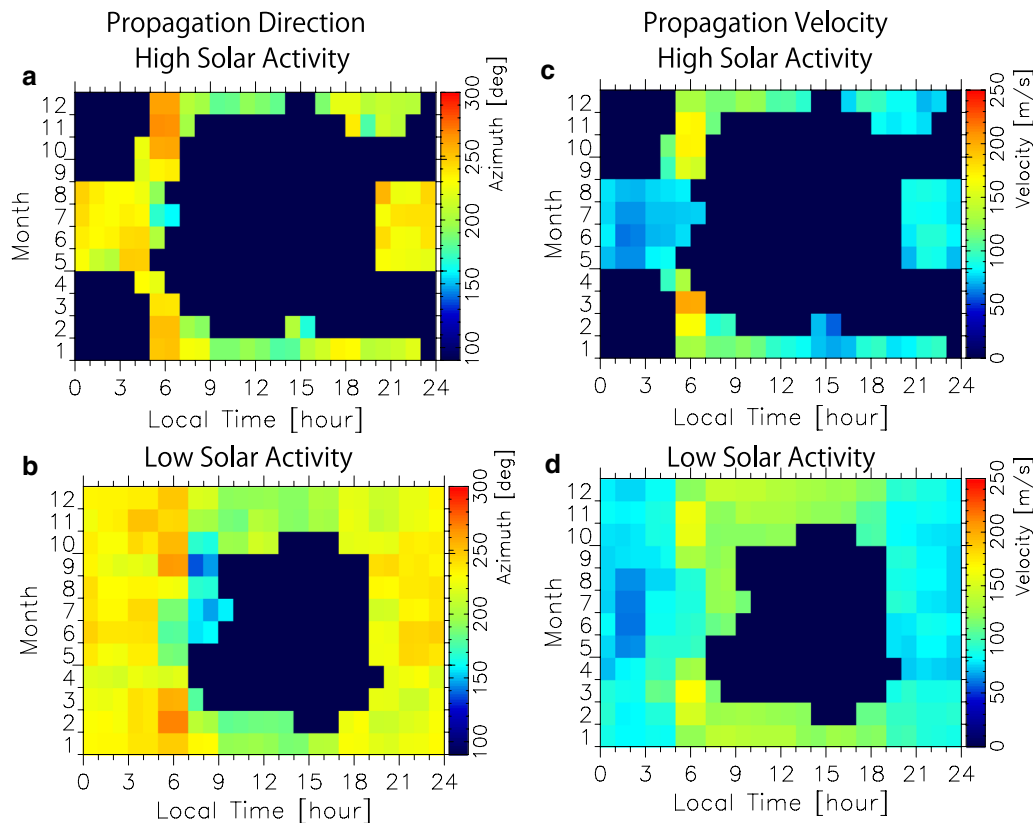 Propagation Direction
High Solar Activity
a
12
11
10
9
8
7
6
5
4
3
2
1
Month
0 3 6 9 12 15 18 21 24
Local Time [hour]
300
250
200
150
100
Azimuth [deg]
Propagation Velocity
High Solar Activity
c
12
11
10
9
8
7
6
5
4
3
2
1
Month
0 3 6 9 12 15 18 21 24
Local Time [hour]
250
200
150
100
50
0
Velocity [m/s]
b
Low Solar Activity
12
11
10
9
8
7
6
5
4
3
2
1
Month
0 3 6 9 12 15 18 21 24
Local Time [hour]
300
250
200
150
100
Azimuth [deg]
d
Low Solar Activity
12
11
10
9
8
7
6
5
4
3
2
1
Month
0 3 6 9 12 15 18 21 24
Local Time [hour]
250
200
150
100
50
0
Velocity [m/s]